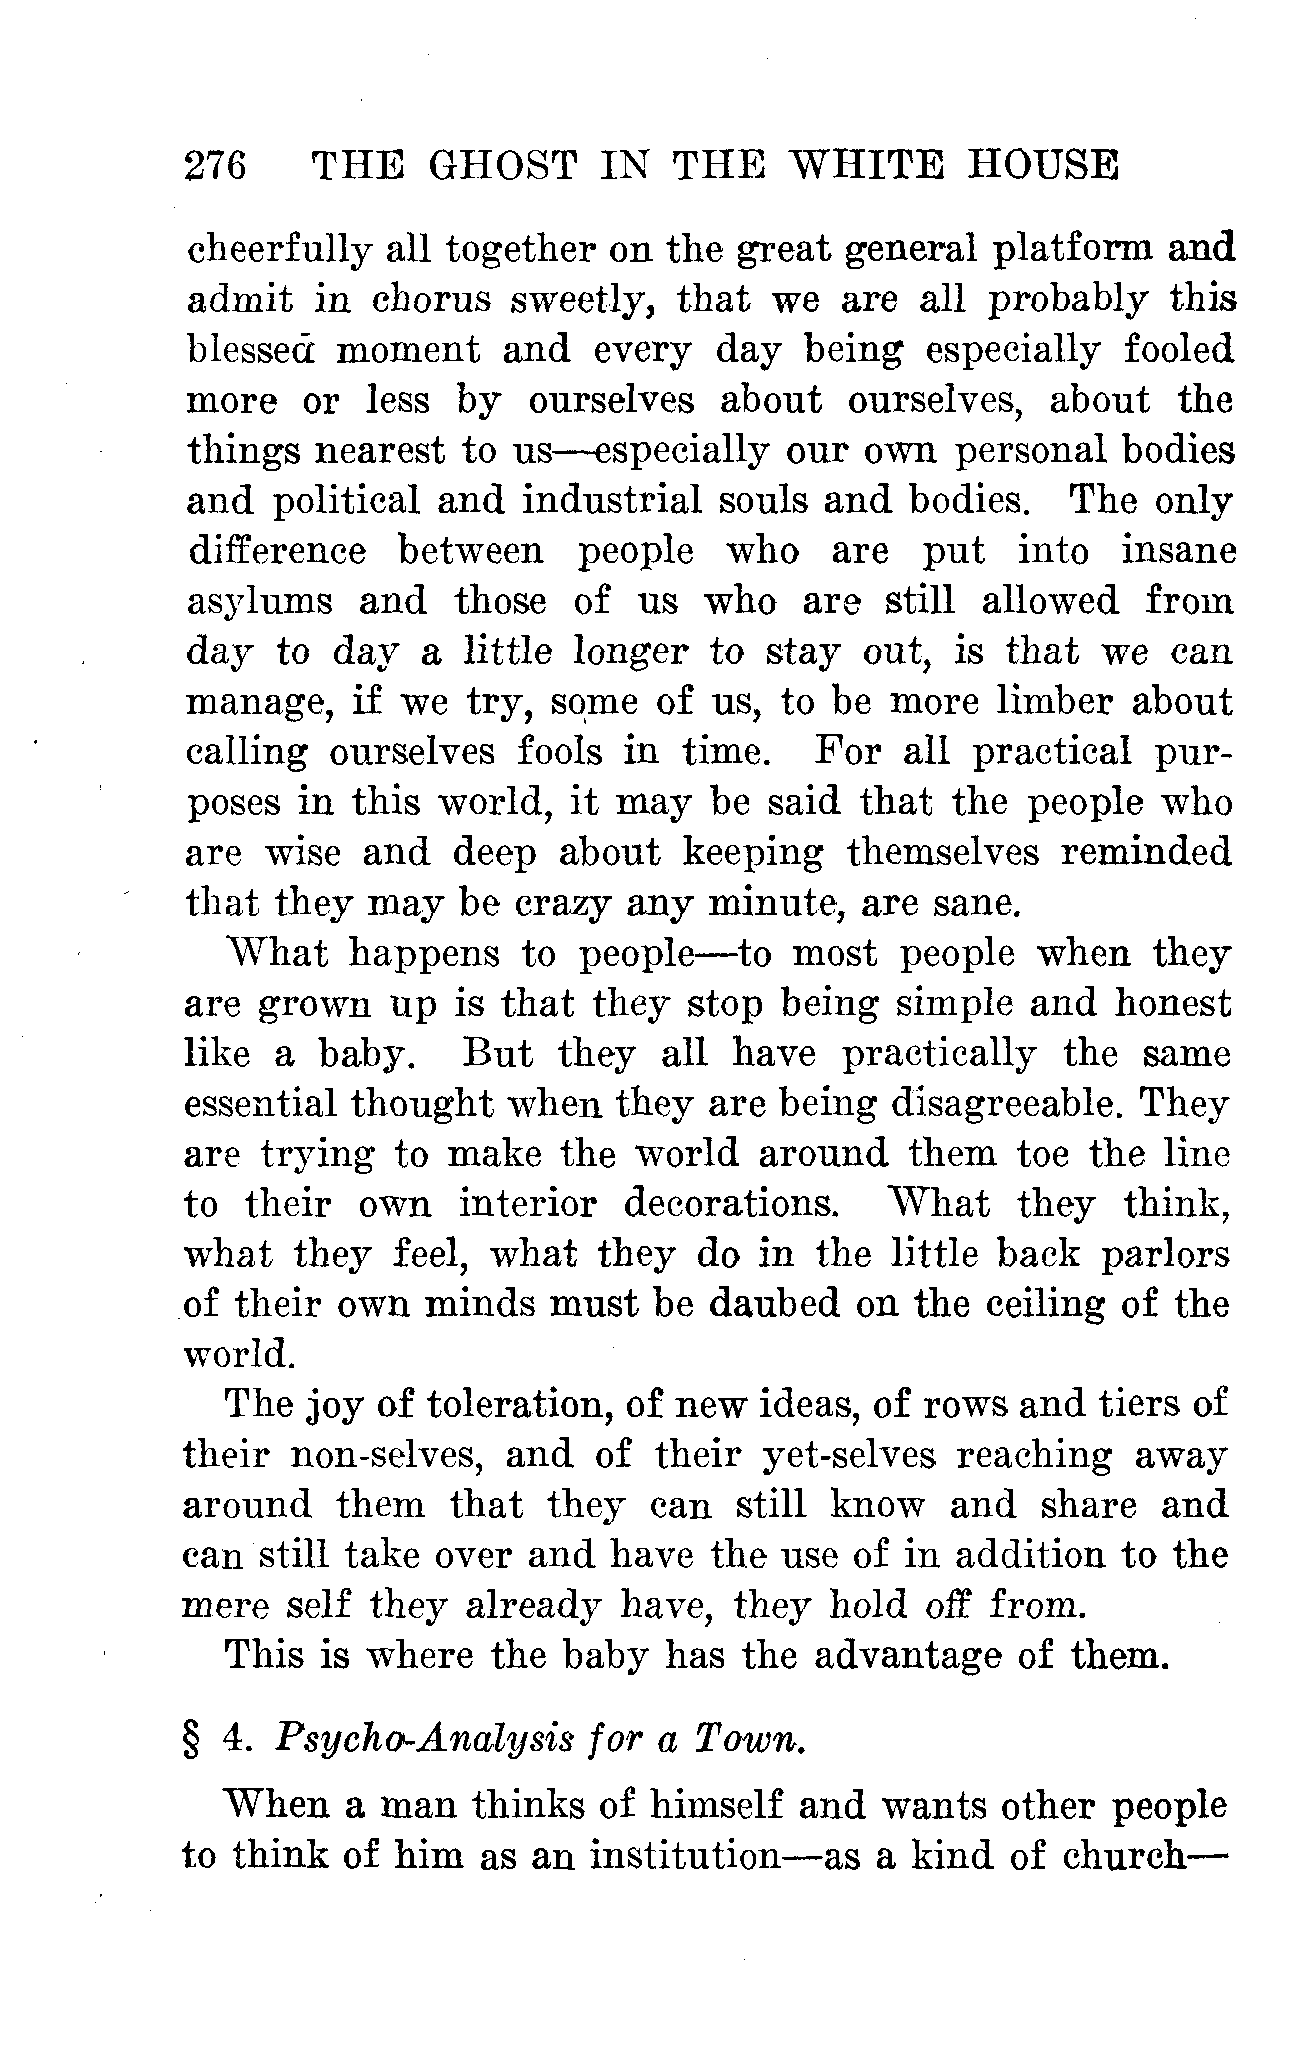 276 THE GHOST IN THE WHITE HOUSE
cheerfully all together on the great general platform and
admit in chorus sweetly, that we are all probably this
blessed moment and every day being especially fooled
more or less by ourselves about ourselves, about the
things nearest to us—especially our own personal bodies
and political and industrial souls and bodies. The only
difference between people who are put into insane
asylums and those of us who are still allowed from
day to day a little longer to stay out, is that we can
manage, if we try, some of us, to be more limber about
calling ourselves fools in time. For all practical pur-
poses in this world, it may be said that the people who
are wise and deep about keeping themselves reminded
that they may be crazy any minute, are sane.
What happens to people—to most people when they
are grown up is that they stop being simple and honest
like a baby. But they all have practically the same
essential thought when they are being disagreeable. They
are trying to make the world around them toe the line
to their own interior decorations. What they think,
what they feel, what they do in the little back parlors
of their own minds must be daubed on the ceiling of the
world.
The joy of toleration, of new ideas, of rows and tiers of
their non-selves, and of their yet-selves reaching away
around them that they can still know and share and
can still take over and have the use of in addition to the
mere self they already have, they hold off from.
This is where the baby has the advantage of them.
§ 4. Psycho-Analysis for a Town.
When a man thinks of himself and wants other people
to think of him as an institution—as a kind of church—